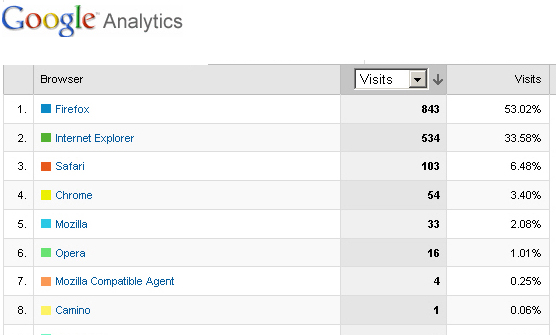 Google Analytics
Browser Visits Visits
1. Firefox 843 53.02%
2. Internet Explorer 534 33.58%
3. Safari 103 6.48%
4. Chrome 54 3.40%
5. Mozilla 33 2.08%
6. Opera 16 1.01%
7. Mozilla Compatible Agent 4 0.25%
8. Camino 1 0.06%